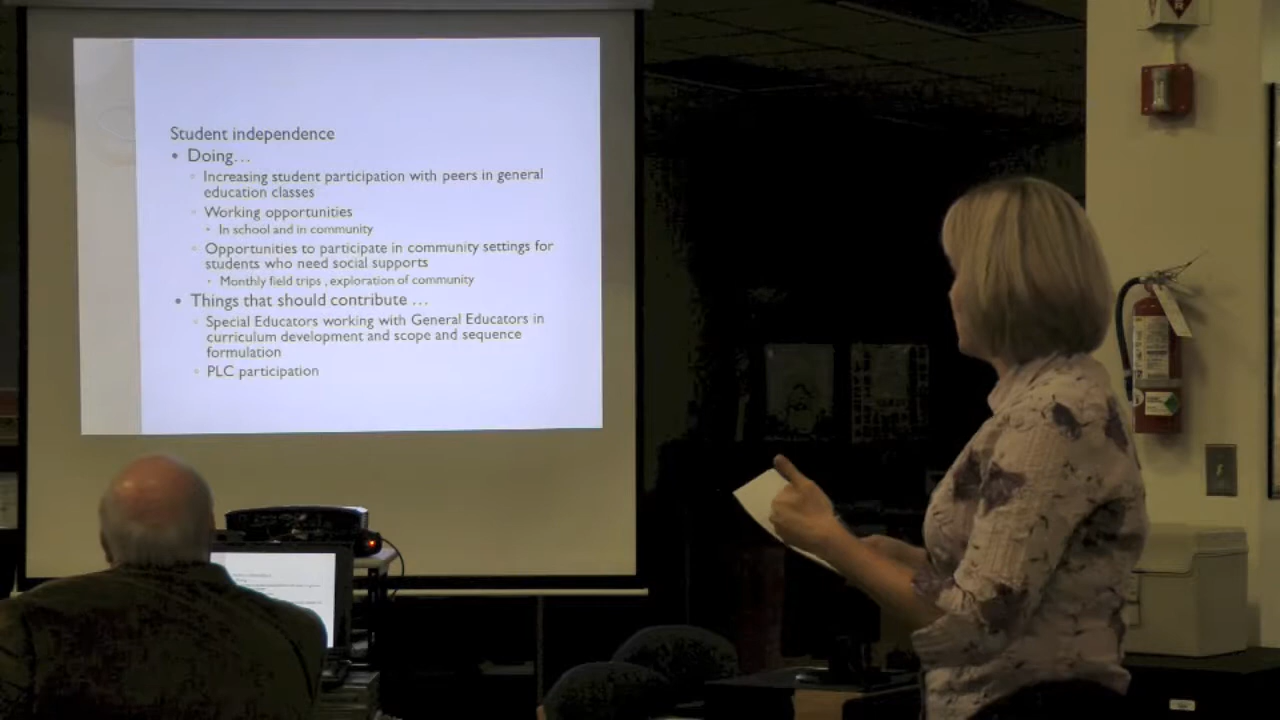 Student independence
• Doing…
◦ Increasing student participation with peers in general
education classes
◦ Working opportunities
• In school and in community
◦ Opportunities to participate in community settings for
students who need social supports
• Monthly field trips , exploration of community
• Things that should contribute …
◦ Special Educators working with General Educators in
curriculum development and scope and sequence
formulation
◦ PLC participation